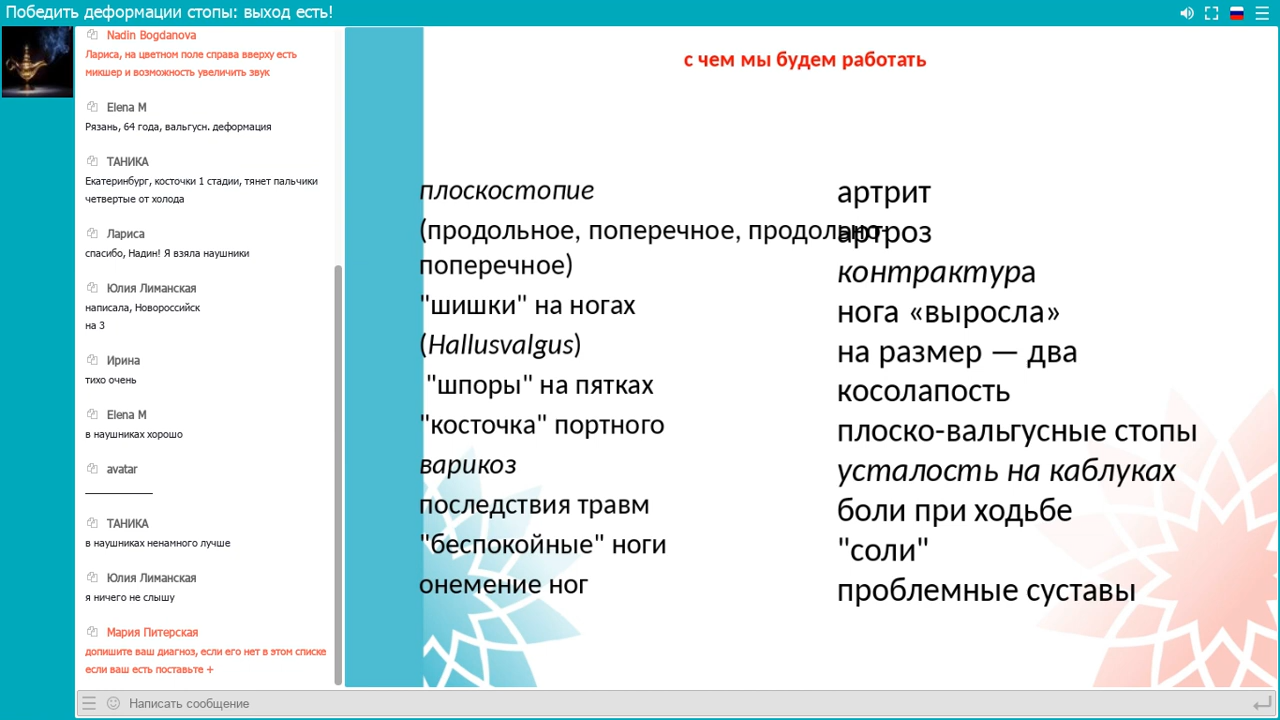 Победить деформации стопы: выход есть!
Nadin Bogdanova
Лариса, на цветном поле справа вверху есть
микшер и возможность увеличить звук
Elena M
Рязань, 64 года, вальгусн. деформация
ТАНИКА
Екатеринбург, косточки 1 стадии, тянет пальчики
четвертые от холода
Лариса
спасибо, Надин! Я взяла наушники
Юлия Лиманская
написала, Новороссийск
на 3
Ирина
тихо очень
Elena M
в наушниках хорошо
avatar
_______________
ТАНИКА
в наушниках ненамного лучше
Юлия Лиманская
я ничего не слышу
Мария Питерская
допишите ваш диагноз, если его нет в этом списке
если ваш есть поставьте +
Написать сообщение
с чем мы будем работать
плоскостопие
(продольное, поперечное, продольно-
поперечное)
"шишки" на ногах
(Hallusvalgus)
"шпоры" на пятках
"косточка" портного
варикоз
последствия травм
"беспокойные" ноги
онемение ног
артрит
артроз
контрактура
нога «выросла»
на размер — два
косолапость
плоско-вальгусные стопы
усталость на каблуках
боли при ходьбе
"соли"
проблемные суставы